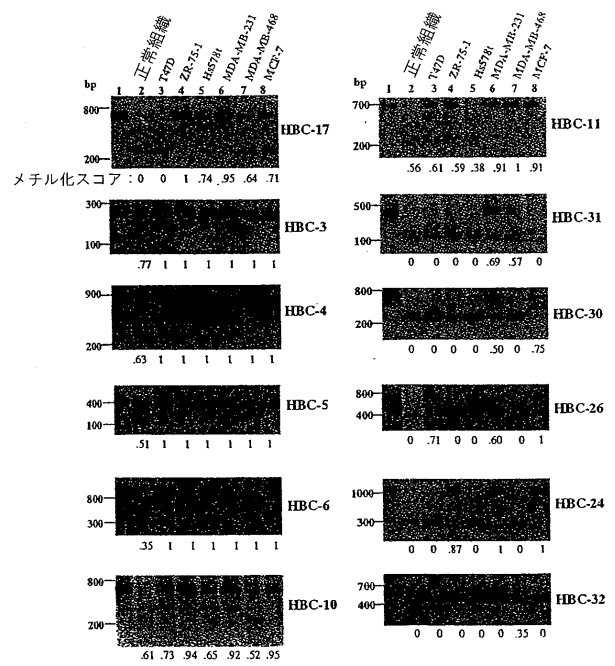 正常組織 T47D ZR-75-1 Hs578t MDA-MB-231 MDA-MB-468 MCF-7
bp 1 2 3 4 5 6 7 8
800
200
HBC-17
メチル化スコア : 0 0 1 .74 .95 .64 .71
300
100
HBC-3
.77 1 1 1 1 1 1
900
200
HBC-4
.63 1 1 1 1 1 1
400
100
HBC-5
.51 1 1 1 1 1 1
800
300
HBC-6
.35 1 1 1 1 1 1
800
200
HBC-10
.61 .73 .94 .65 .92 .52 .95
正常組織 T47D ZR-75-1 Hs578t MDA-MB-231 MDA-MB-468 MCF-7
bp 1 2 3 4 5 6 7 8
700
200
HBC-11
.56 .61 .59 .38 .91 1 .91
500
100
HBC-31
0 0 0 0 .69 .57 0
800
200
HBC-30
0 0 0 0 .50 0 .75
800
400
HBC-26
0 .71 0 0 .60 0 1
1000
300
HBC-24
0 0 .87 0 1 0 1
700
400
HBC-32
0 0 0 0 0 .35 0